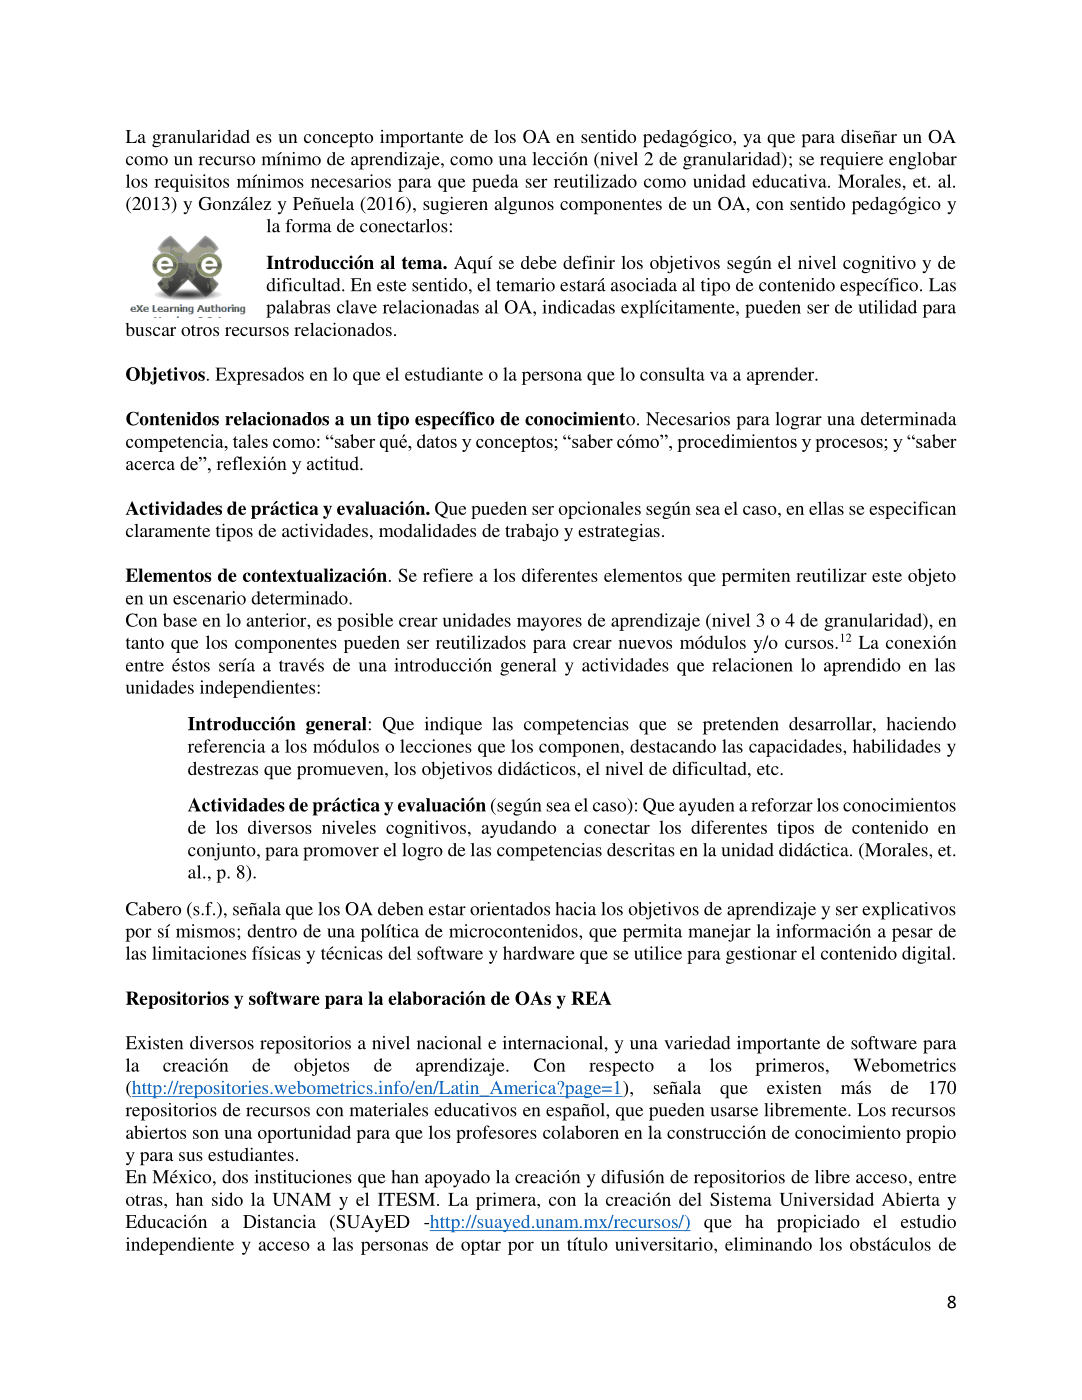 La granularidad es un concepto importante de los OA en sentido pedagógico, ya que para diseñar un OA
como un recurso mínimo de aprendizaje, como una lección (nivel 2 de granularidad); se requiere englobar
los requisitos mínimos necesarios para que pueda ser reutilizado como unidad educativa. Morales, et. al.
(2013) y González y Peñuela (2016), sugieren algunos componentes de un OA, con sentido pedagógico y
la forma de conectarlos:
e e
eXe Learning Authoring
Introducción al tema. Aquí se debe definir los objetivos según el nivel cognitivo y de
dificultad. En este sentido, el temario estará asociada al tipo de contenido específico. Las
palabras clave relacionadas al OA, indicadas explícitamente, pueden ser de utilidad para
buscar otros recursos relacionados.
Objetivos. Expresados en lo que el estudiante o la persona que lo consulta va a aprender.
Contenidos relacionados a un tipo específico de conocimiento. Necesarios para lograr una determinada
competencia, tales como: “saber qué, datos y conceptos; “saber cómo”, procedimientos y procesos; y “saber
acerca de”, reflexión y actitud.
Actividades de práctica y evaluación. Que pueden ser opcionales según sea el caso, en ellas se especifican
claramente tipos de actividades, modalidades de trabajo y estrategias.
Elementos de contextualización. Se refiere a los diferentes elementos que permiten reutilizar este objeto
en un escenario determinado.
Con base en lo anterior, es posible crear unidades mayores de aprendizaje (nivel 3 o 4 de granularidad), en
tanto que los componentes pueden ser reutilizados para crear nuevos módulos y/o cursos.12 La conexión
entre éstos sería a través de una introducción general y actividades que relacionen lo aprendido en las
unidades independientes:
Introducción general: Que indique las competencias que se pretenden desarrollar, haciendo
referencia a los módulos o lecciones que los componen, destacando las capacidades, habilidades y
destrezas que promueven, los objetivos didácticos, el nivel de dificultad, etc.
Actividades de práctica y evaluación (según sea el caso): Que ayuden a reforzar los conocimientos
de los diversos niveles cognitivos, ayudando a conectar los diferentes tipos de contenido en
conjunto, para promover el logro de las competencias descritas en la unidad didáctica. (Morales, et.
al., p. 8).
Cabero (s.f.), señala que los OA deben estar orientados hacia los objetivos de aprendizaje y ser explicativos
por sí mismos; dentro de una política de microcontenidos, que permita manejar la información a pesar de
las limitaciones físicas y técnicas del software y hardware que se utilice para gestionar el contenido digital.
Repositorios y software para la elaboración de OAs y REA
Existen diversos repositorios a nivel nacional e internacional, y una variedad importante de software para
la creación de objetos de aprendizaje. Con respecto a los primeros, Webometrics
(http://repositories.webometrics.info/en/Latin_America?page=1), señala que existen más de 170
repositorios de recursos con materiales educativos en español, que pueden usarse libremente. Los recursos
abiertos son una oportunidad para que los profesores colaboren en la construcción de conocimiento propio
y para sus estudiantes.
En México, dos instituciones que han apoyado la creación y difusión de repositorios de libre acceso, entre
otras, han sido la UNAM y el ITESM. La primera, con la creación del Sistema Universidad Abierta y
Educación a Distancia (SUAyED -http://suayed.unam.mx/recursos/) que ha propiciado el estudio
independiente y acceso a las personas de optar por un título universitario, eliminando los obstáculos de
8